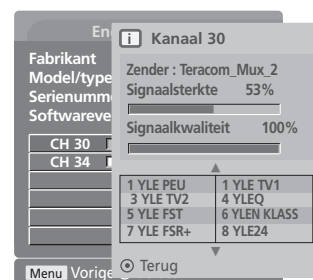 En
i Kanaal 30
Fabrikant
Model/type
Serienumm
Softwareve
Zender : Teracom_Mux_2
Signaalsterkte 53%
Signaalkwaliteit 100%
CH 30
CH 34
1 YLE PEU 1 YLE TV1
3 YLE TV2 4 YLEQ
5 YLE FST 6 YLEN KLASS
7 YLE FSR+ 8 YLE24
Menu Vorige
Terug